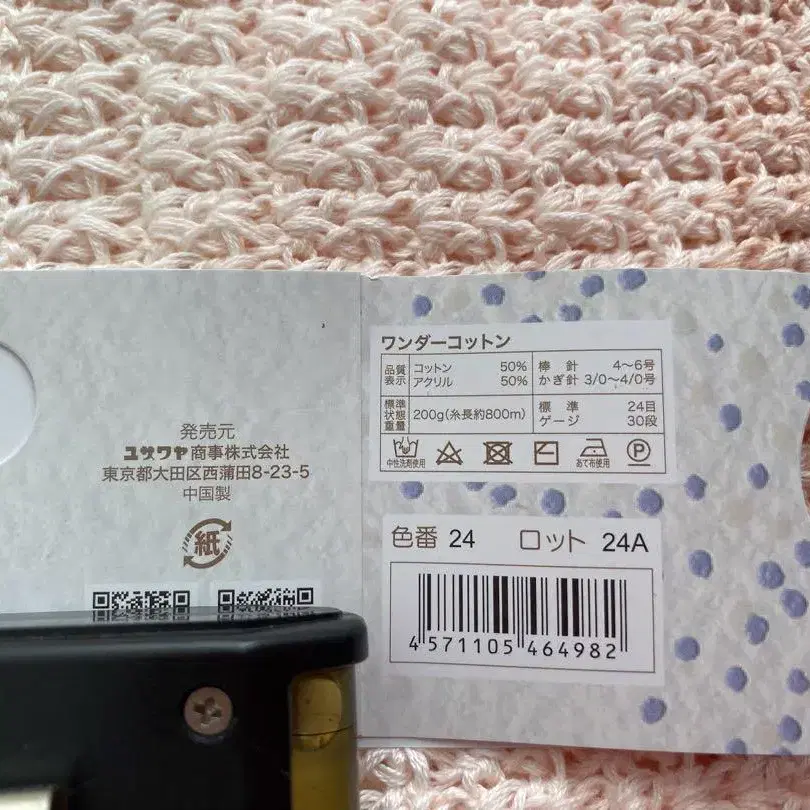 発売元
ユザワヤ商事株式会社
東京都大田区西蒲田8-23-5
中国製
紙
ワンダーコットン
品質表示 コットン 50% 棒針 4〜6号
アクリル 50% かぎ針 3/0〜4/0号
標準状態重量 200g(糸長約800m) 標準ゲージ 24目
30段
中性洗剤使用 あて布使用 P
色番 24 ロット 24A
4 571105 464982